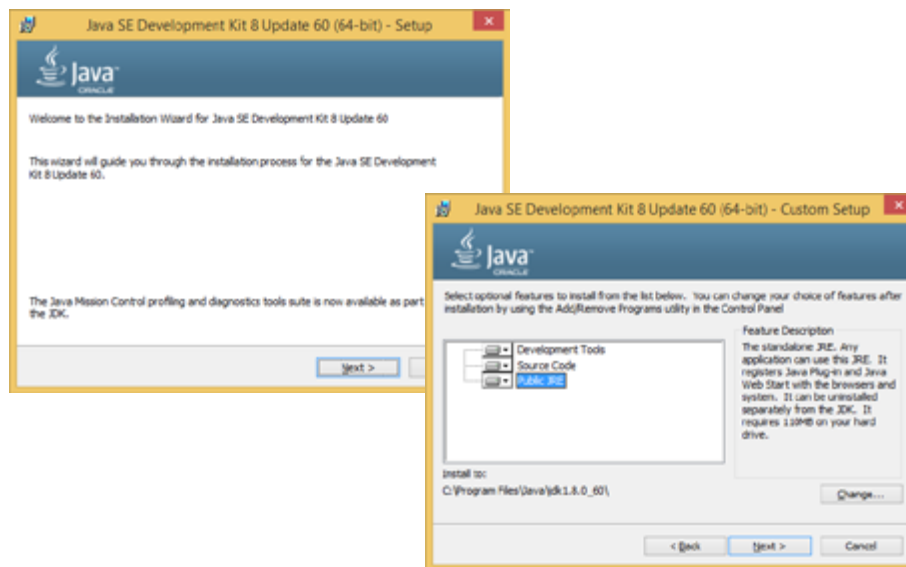 Java SE Development Kit 8 Update 60 (64-bit) - Setup
Java
ORACLE
Welcome to the Installation Wizard for Java SE Development Kit 8 Update 60
This wizard will guide you through the installation process for the Java SE Development
Kit 8 Update 60.
The Java Mission Control profiling and diagnostics tools suite is now available as part
the JDK.
Next >
Java SE Development Kit 8 Update 60 (64-bit) - Custom Setup
Java
ORACLE
Select optional features to install from the list below. You can change your choice of features after
installation by using the Add/Remove Programs utility in the Control Panel
Development Tools
Source Code
Public JRE
Feature Description
The standalone JRE. Any
application can use this JRE. It
registers Java Plug-in and Java
Web Start with the browsers and
system. It can be uninstalled
separately from the JDK. It
requires 110MB on your hard
drive.
Install to:
C:\Program Files\Java\jdk1.8.0_60\
Change...
< Back
Next >
Cancel